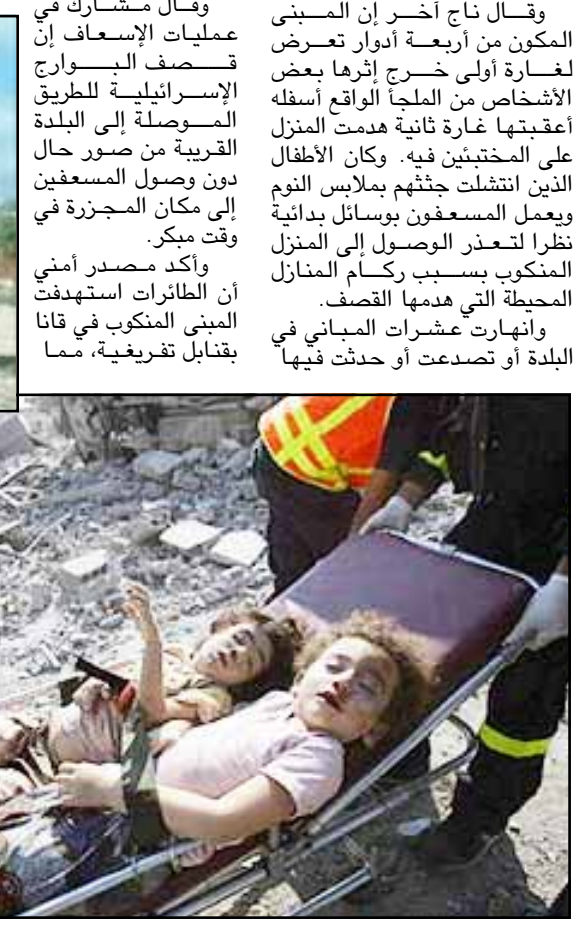 وقال ناج آخر إن المبنى
المكون من أربعة أدوار تعرض
لغارة أولى خرج إثرها بعض
الأشخاص من الملجأ الواقع أسفله
أعقبتها غارة ثانية هدمت المنزل
على المختبئين فيه. وكان الأطفال
الذين انتشلت جثثهم بملابس النوم
ويعمل المسعفون بوسائل بدائية
نظرا لتعذر الوصول إلى المنزل
المنكوب بسبب ركام المنازل
المحيطة التي هدمها القصف.
وانهارت عشرات المباني في
البلدة أو تصدعت أو حدثت فيها
وقال مشارك في
عمليات الإسعاف إن
قصف البوارج
الإسرائيلية للطريق
الموصلة إلى البلدة
القريبة من صور حال
دون وصول المسعفين
إلى مكان المجزرة في
وقت مبكر.
وأكد مصدر أمني
أن الطائرات استهدفت
المبنى المنكوب في قانا
بقنابل تفريغية، مما